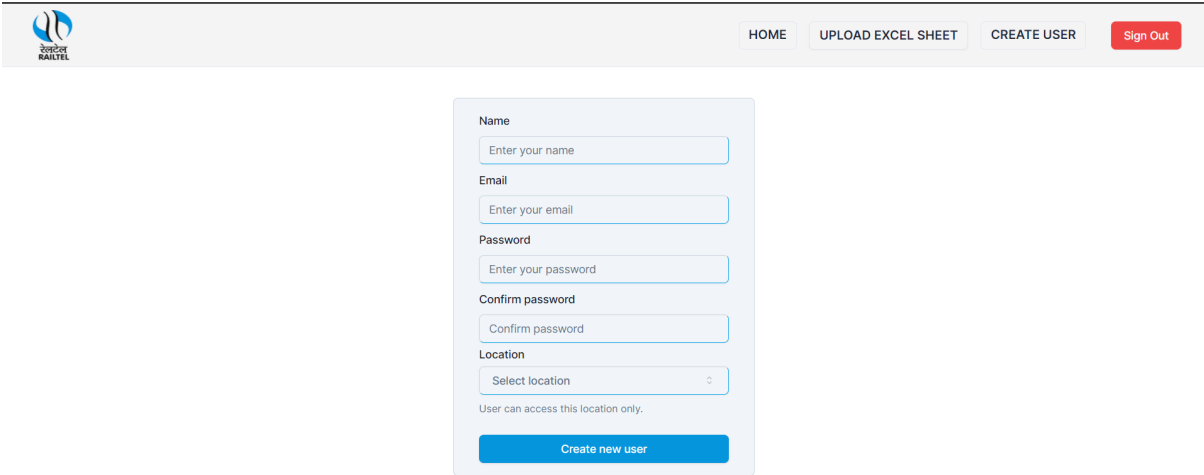 रेलटेल
RAILTEL
HOME UPLOAD EXCEL SHEET CREATE USER Sign Out
Name
Enter your name
Email
Enter your email
Password
Enter your password
Confirm password
Confirm password
Location
Select location
User can access this location only.
Create new user